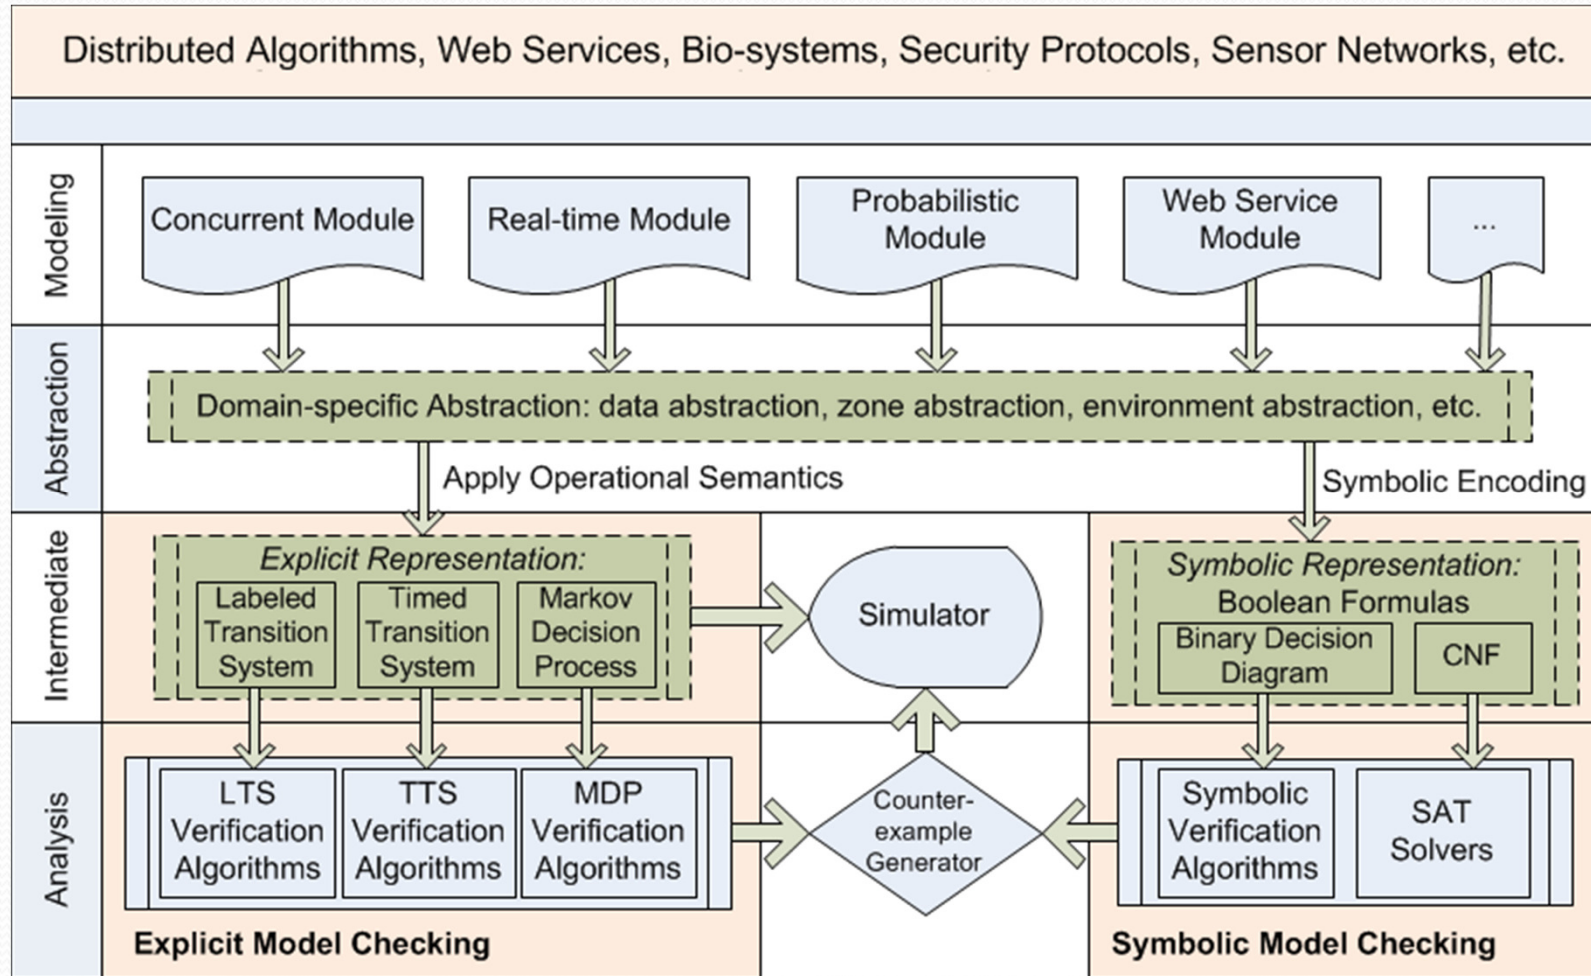 Distributed Algorithms, Web Services, Bio-systems, Security Protocols, Sensor Networks, etc.
Modeling
Concurrent Module
Real-time Module
Probabilistic
Module
Web Service
Module
...
Abstraction
Domain-specific Abstraction: data abstraction, zone abstraction, environment abstraction, etc.
Apply Operational Semantics
Symbolic Encoding
Intermediate
Explicit Representation:
Labeled
Transition
System
Timed
Transition
System
Markov
Decision
Process
Simulator
Symbolic Representation:
Boolean Formulas
Binary Decision
Diagram
CNF
Analysis
LTS
Verification
Algorithms
TTS
Verification
Algorithms
MDP
Verification
Algorithms
Counter-
example
Generator
Symbolic
Verification
Algorithms
SAT
Solvers
Explicit Model Checking
Symbolic Model Checking